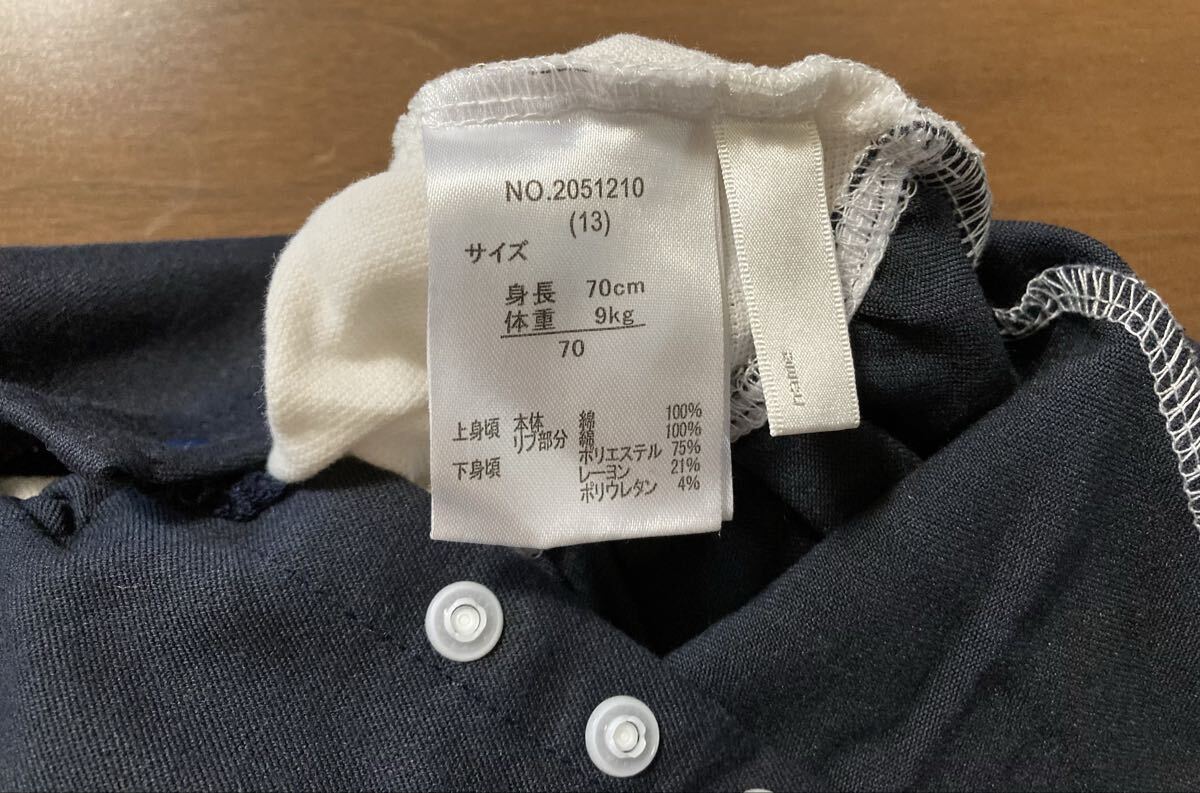 NO.2051210
(13)
サイズ
身長 70cm
体重 9kg
70
上身頃 本体 綿 100%
リブ部分 綿 100%
下身頃 ポリエステル 75%
レーヨン 21%
ポリウレタン 4%